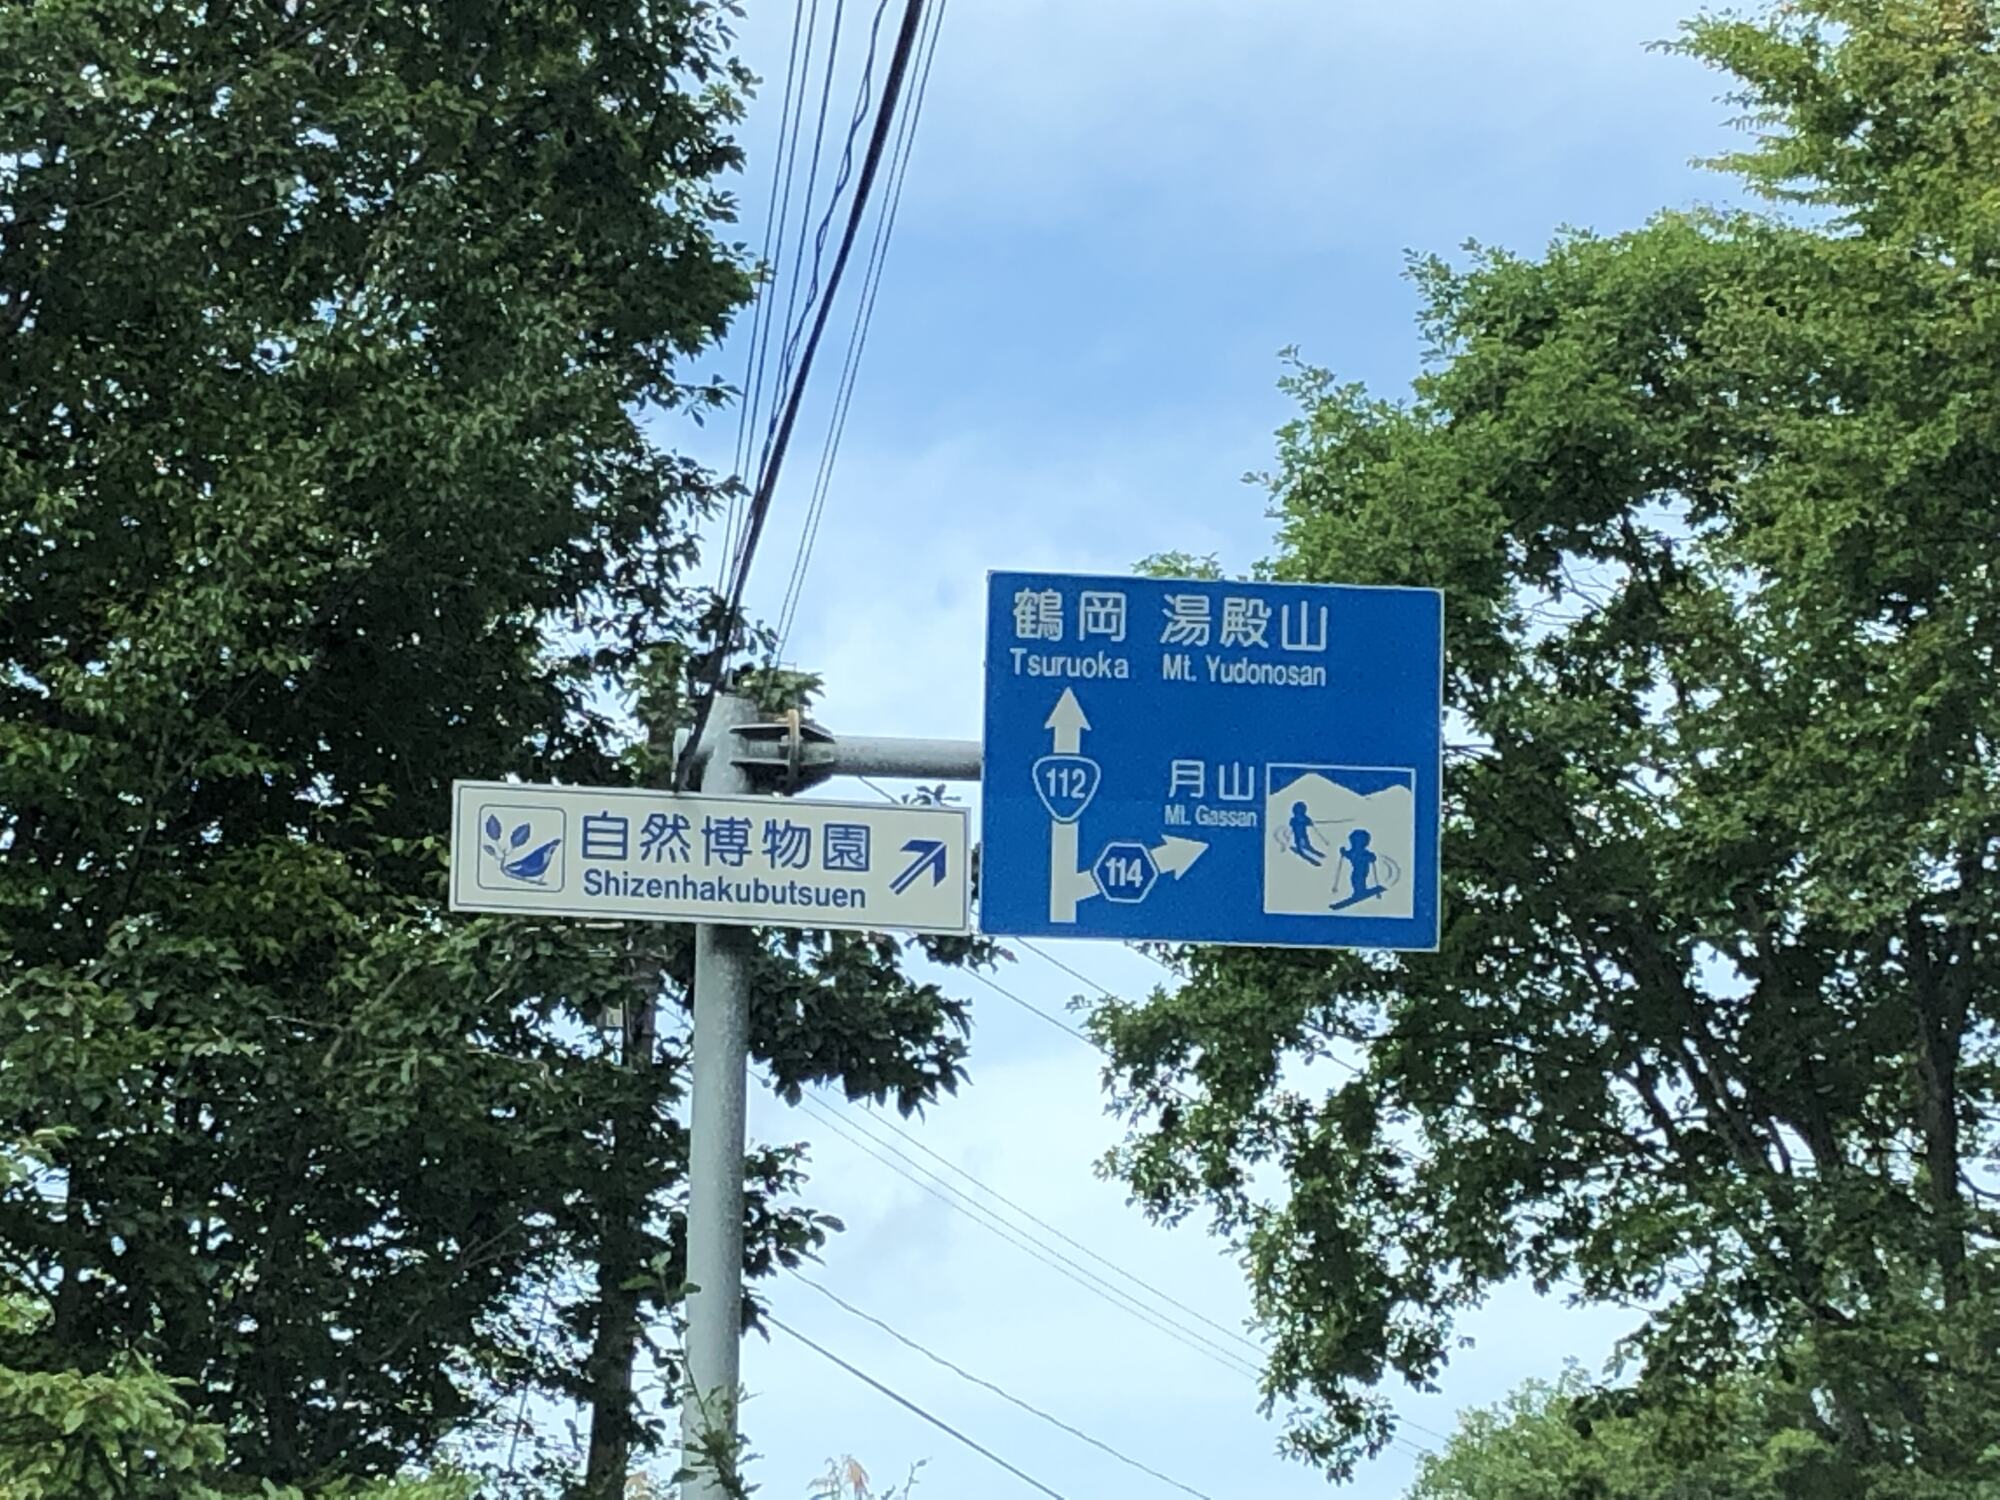 鶴岡 湯殿山
Tsuruoka Mt. Yudonosan
112
月山
Mt. Gassan
114
自然博物園
Shizenhakubutsuen